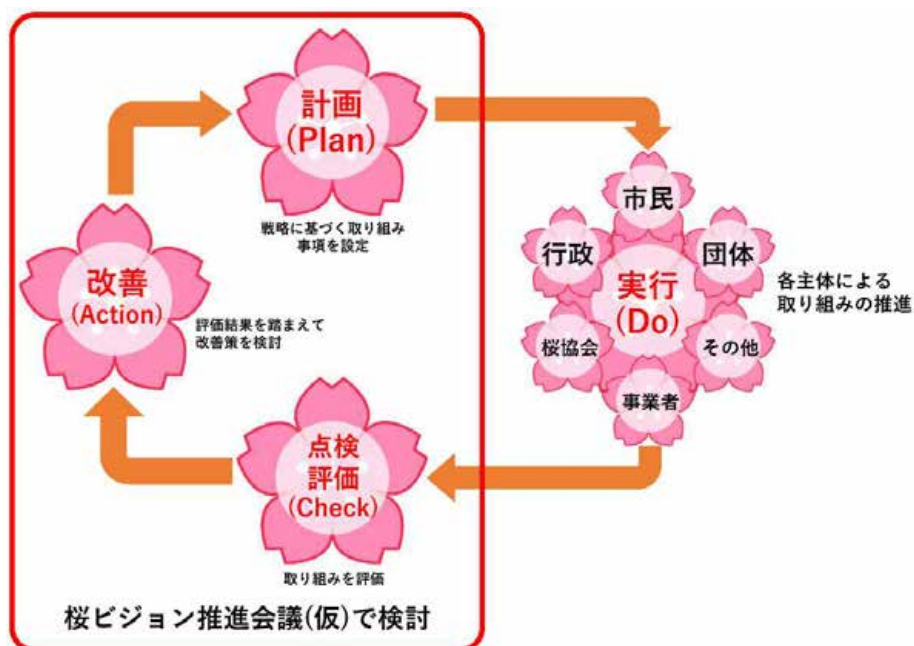 計画
(Plan)
戦略に基づく取り組み
事項を設定
市民
行政
団体
実行
(Do)
桜協会
その他
事業者
各主体による
取り組みの推進
改善
(Action)
評価結果を踏まえて
改善策を検討
点検
評価
(Check)
取り組みを評価
桜ビジョン推進会議(仮)で検討